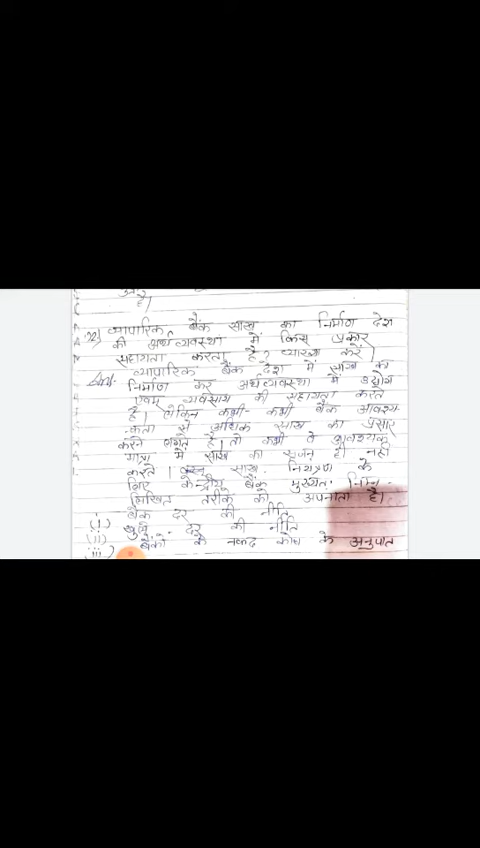 है।
22) व्यापारिक बैंक साख का निर्माण देश
की अर्थव्यवस्था में किस प्रकार
सहायता करता है? व्याख्या करें।
Ans. व्यापारिक बैंक देश में साख का
निर्माण कर अर्थव्यवस्था में उद्योग
एवम् व्यवसाय की सहायता करते
है। लेकिन कभी-कभी बैंक आवश्य-
कता से अधिक साख का प्रसार
करने लगते है। तो कभी वे आवश्यक
मात्रा में साख का सृजन ही नही
करते। साख नियंत्रण के
लिए केन्द्रीय बैंक मुख्यतः निम्न-
लिखित तरीके को अपनाता है।
(i) बैंक दर की नीति
(ii) खुले दर की नीति
(iii) बैंकों के नकद कोष के अनुपात